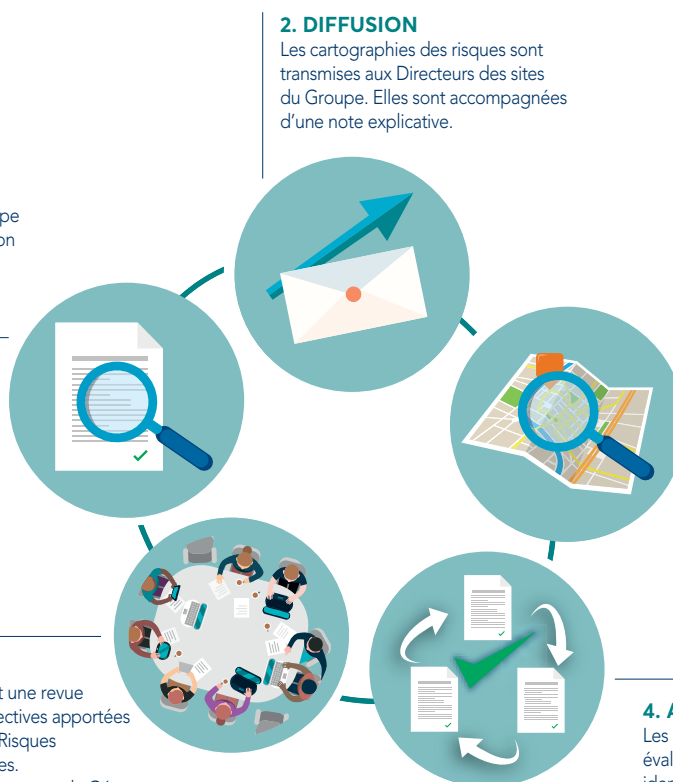 2. DIFFUSION
Les cartographies des risques sont
transmises aux Directeurs des sites
du Groupe. Elles sont accompagnées
d’une note explicative.
pe
on
t une revue
ectives apportées
Risques
es.
4. A
Les
éval